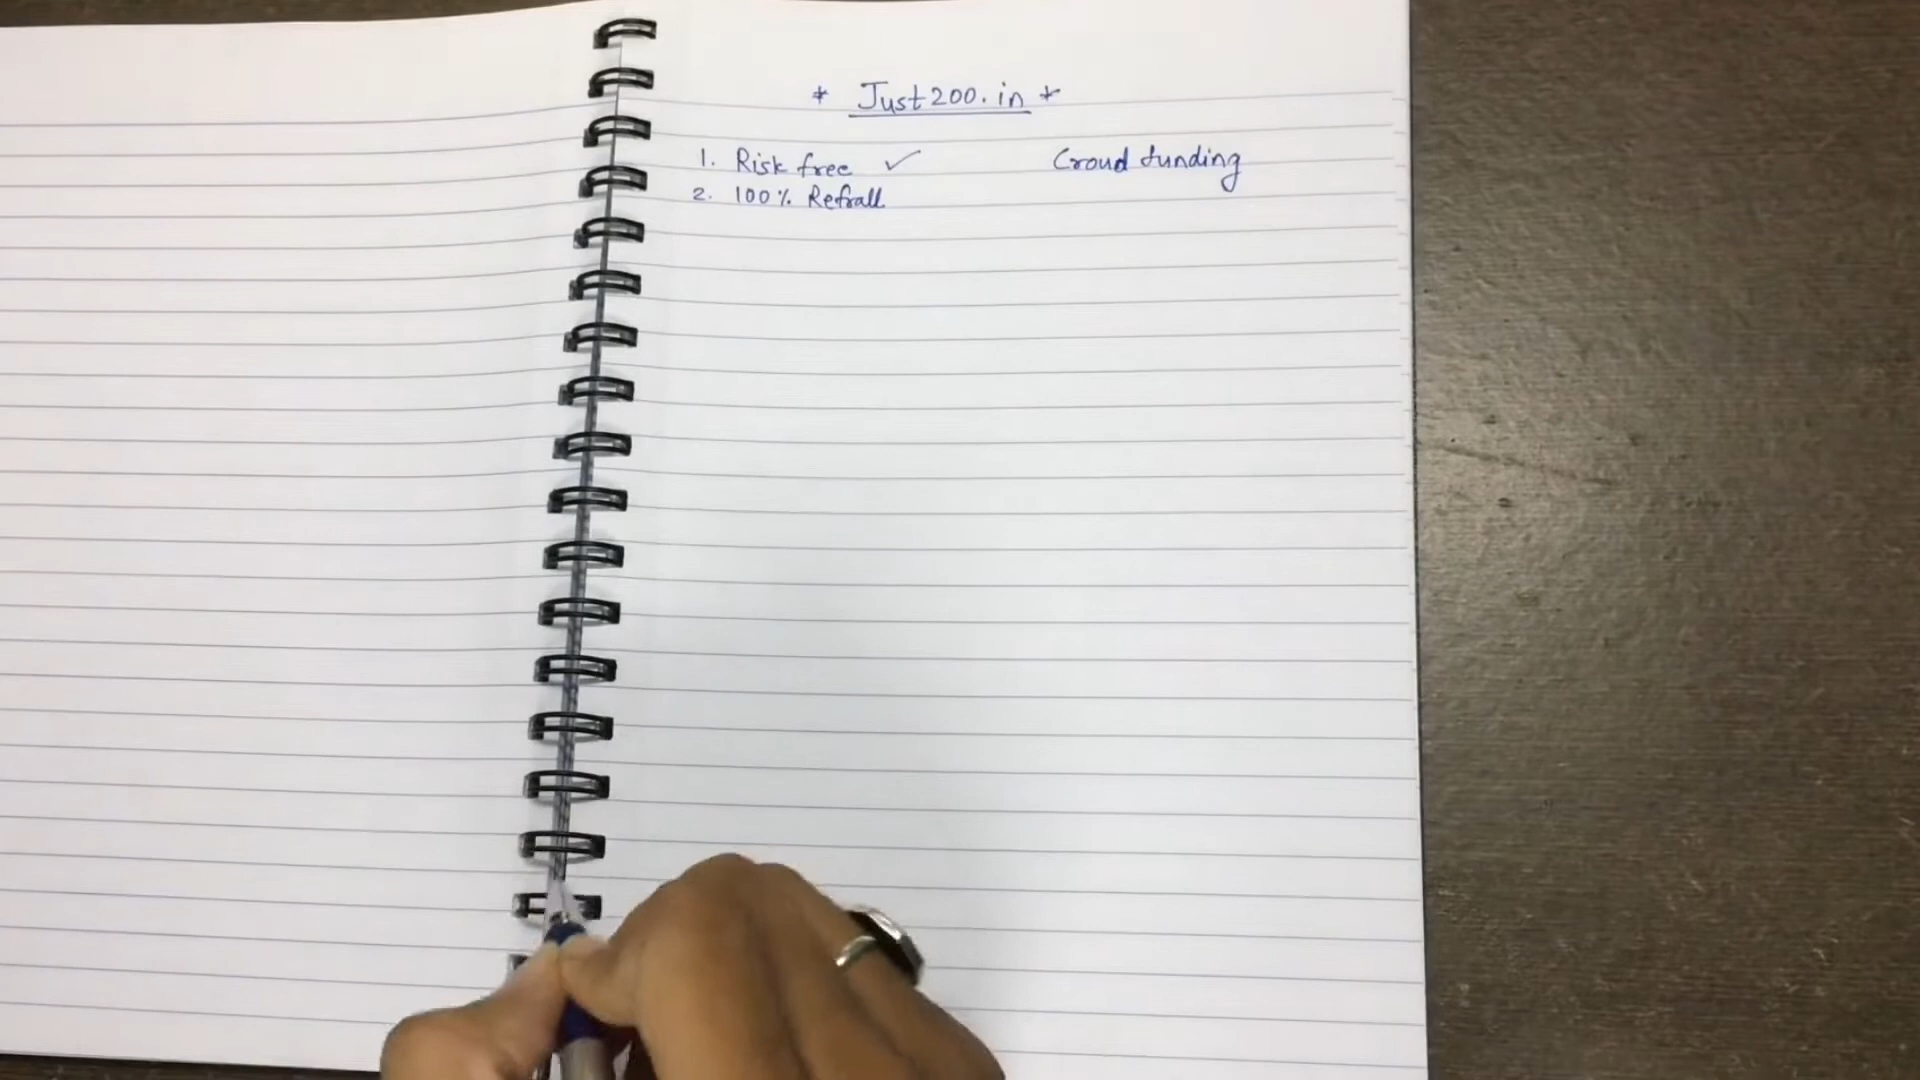 * Just200.in *
1. Risk free ✓ Croud funding
2. 100% Refrall